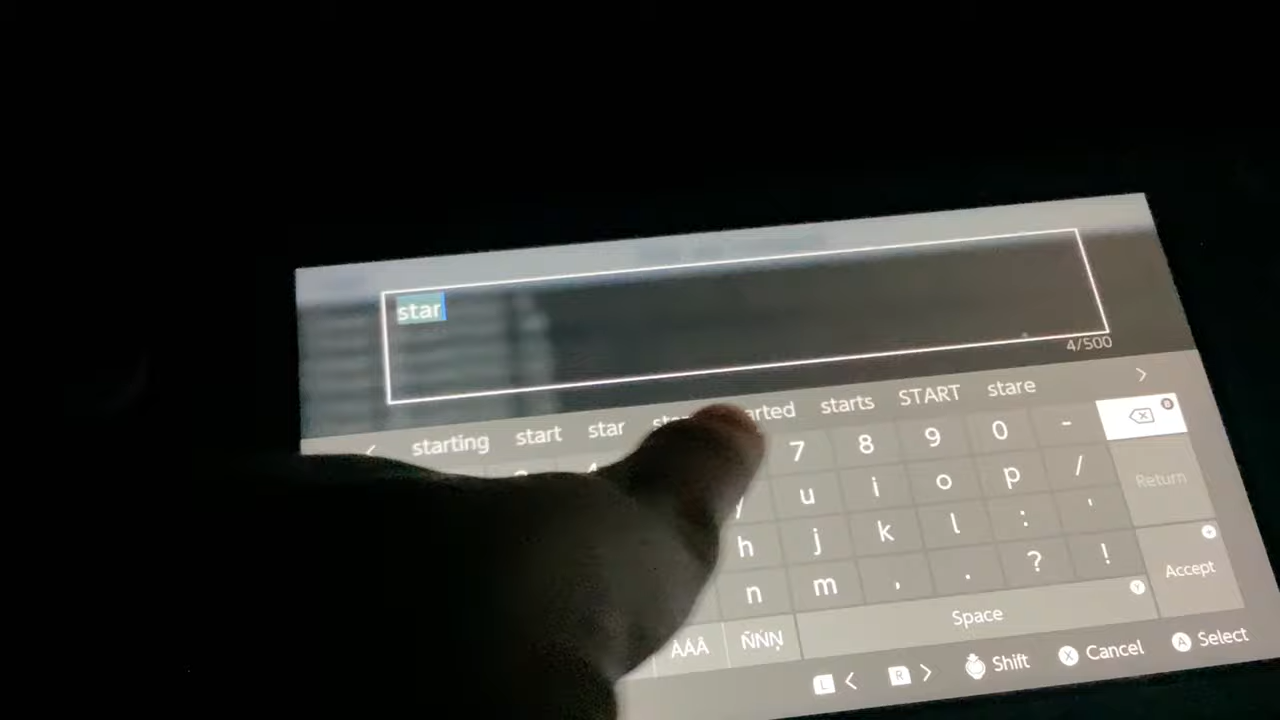 star
4/500
starting start star starts START stare
7 8 9 0 -
u i o p /
h j k l : '
n m , . ? !
Return
Accept
ÀÁÂ ÑŃŅ Space
L < R > Shift X Cancel A Select